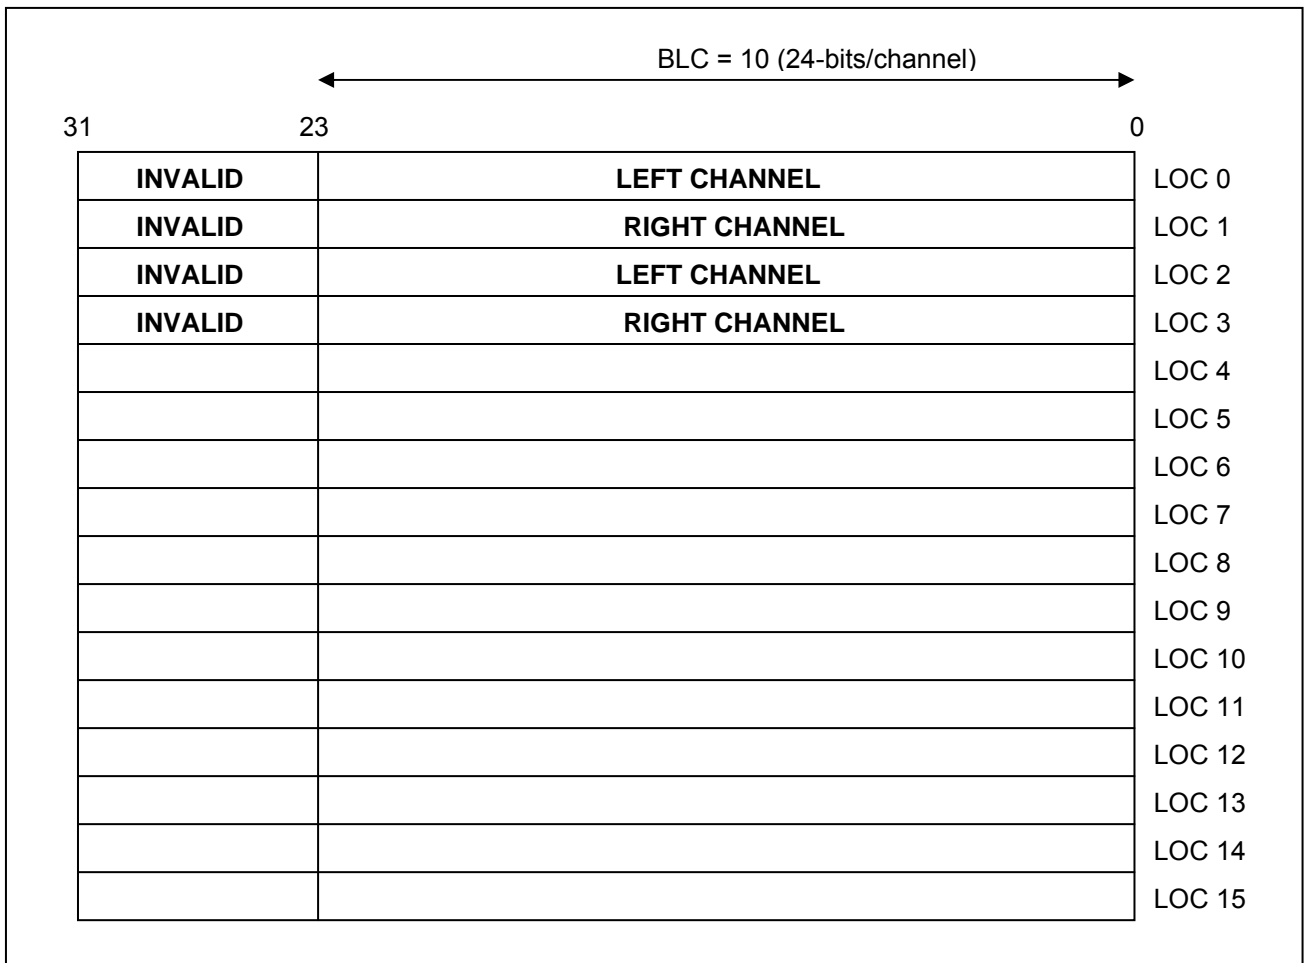 BLC = 10 (24-bits/channel)
31 23 0
INVALID LEFT CHANNEL LOC 0
INVALID RIGHT CHANNEL LOC 1
INVALID LEFT CHANNEL LOC 2
INVALID RIGHT CHANNEL LOC 3
LOC 4
LOC 5
LOC 6
LOC 7
LOC 8
LOC 9
LOC 10
LOC 11
LOC 12
LOC 13
LOC 14
LOC 15